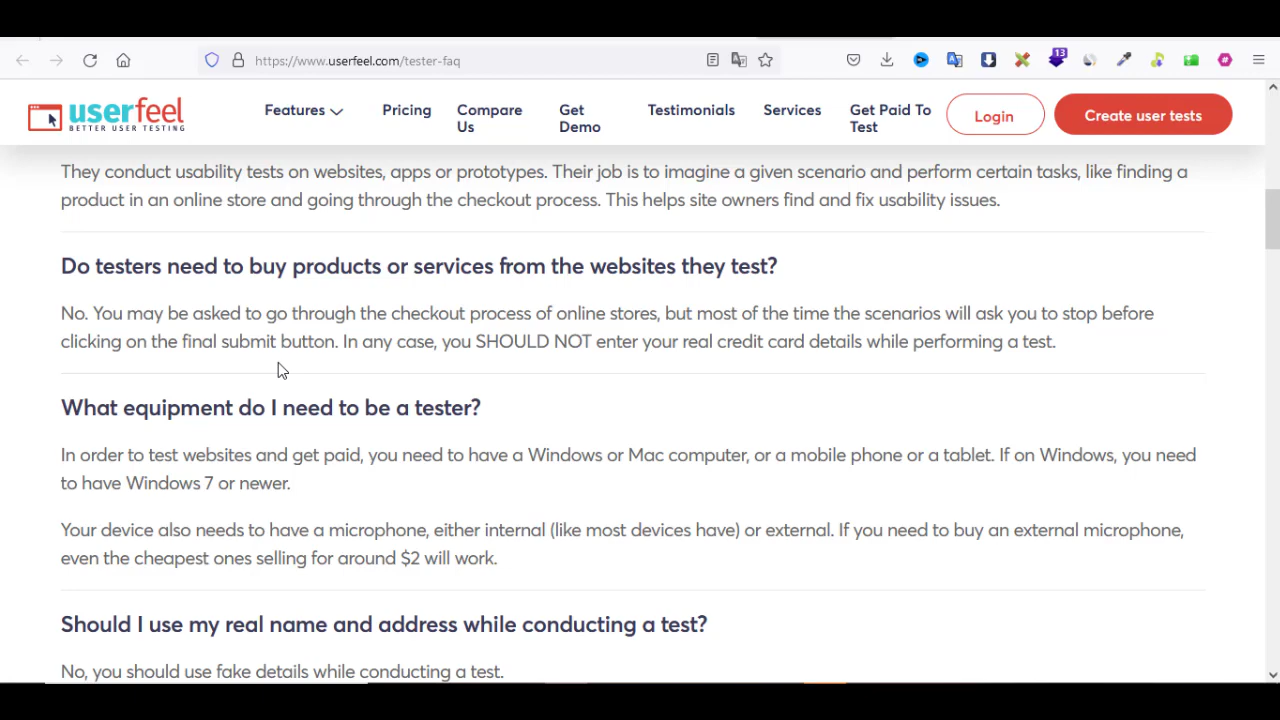 13
https://www.userfeel.com/tester-faq
userfeel
BETTER USER TESTING
Features
Pricing
Compare
Us
Get
Demo
Testimonials
Services
Get Paid To
Test
Login
Create user tests
They conduct usability tests on websites, apps or prototypes. Their job is to imagine a given scenario and perform certain tasks, like finding a
product in an online store and going through the checkout process. This helps site owners find and fix usability issues.
Do testers need to buy products or services from the websites they test?
No. You may be asked to go through the checkout process of online stores, but most of the time the scenarios will ask you to stop before
clicking on the final submit button. In any case, you SHOULD NOT enter your real credit card details while performing a test.
What equipment do I need to be a tester?
In order to test websites and get paid, you need to have a Windows or Mac computer, or a mobile phone or a tablet. If on Windows, you need
to have Windows 7 or newer.
Your device also needs to have a microphone, either internal (like most devices have) or external. If you need to buy an external microphone,
even the cheapest ones selling for around $2 will work.
Should I use my real name and address while conducting a test?
No, you should use fake details while conducting a test.